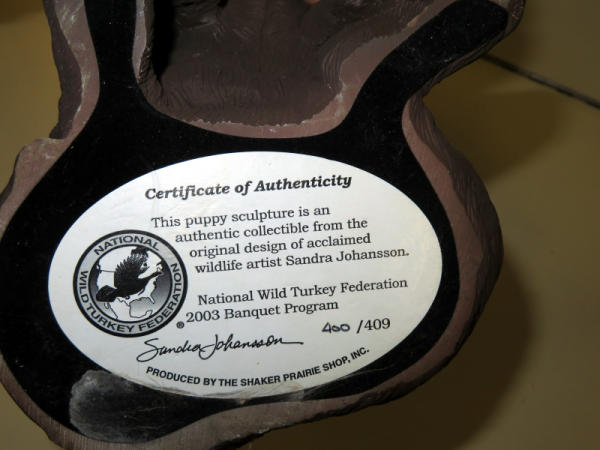 Certificate of Authenticity
This puppy sculpture is an
authentic collectible from the
original design of acclaimed
wildlife artist Sandra Johansson.
NATIONAL
WILD TURKEY FEDERATION
®
National Wild Turkey Federation
2003 Banquet Program
400 /409
Sandra Johansson
PRODUCED BY THE SHAKER PRAIRIE SHOP, INC.